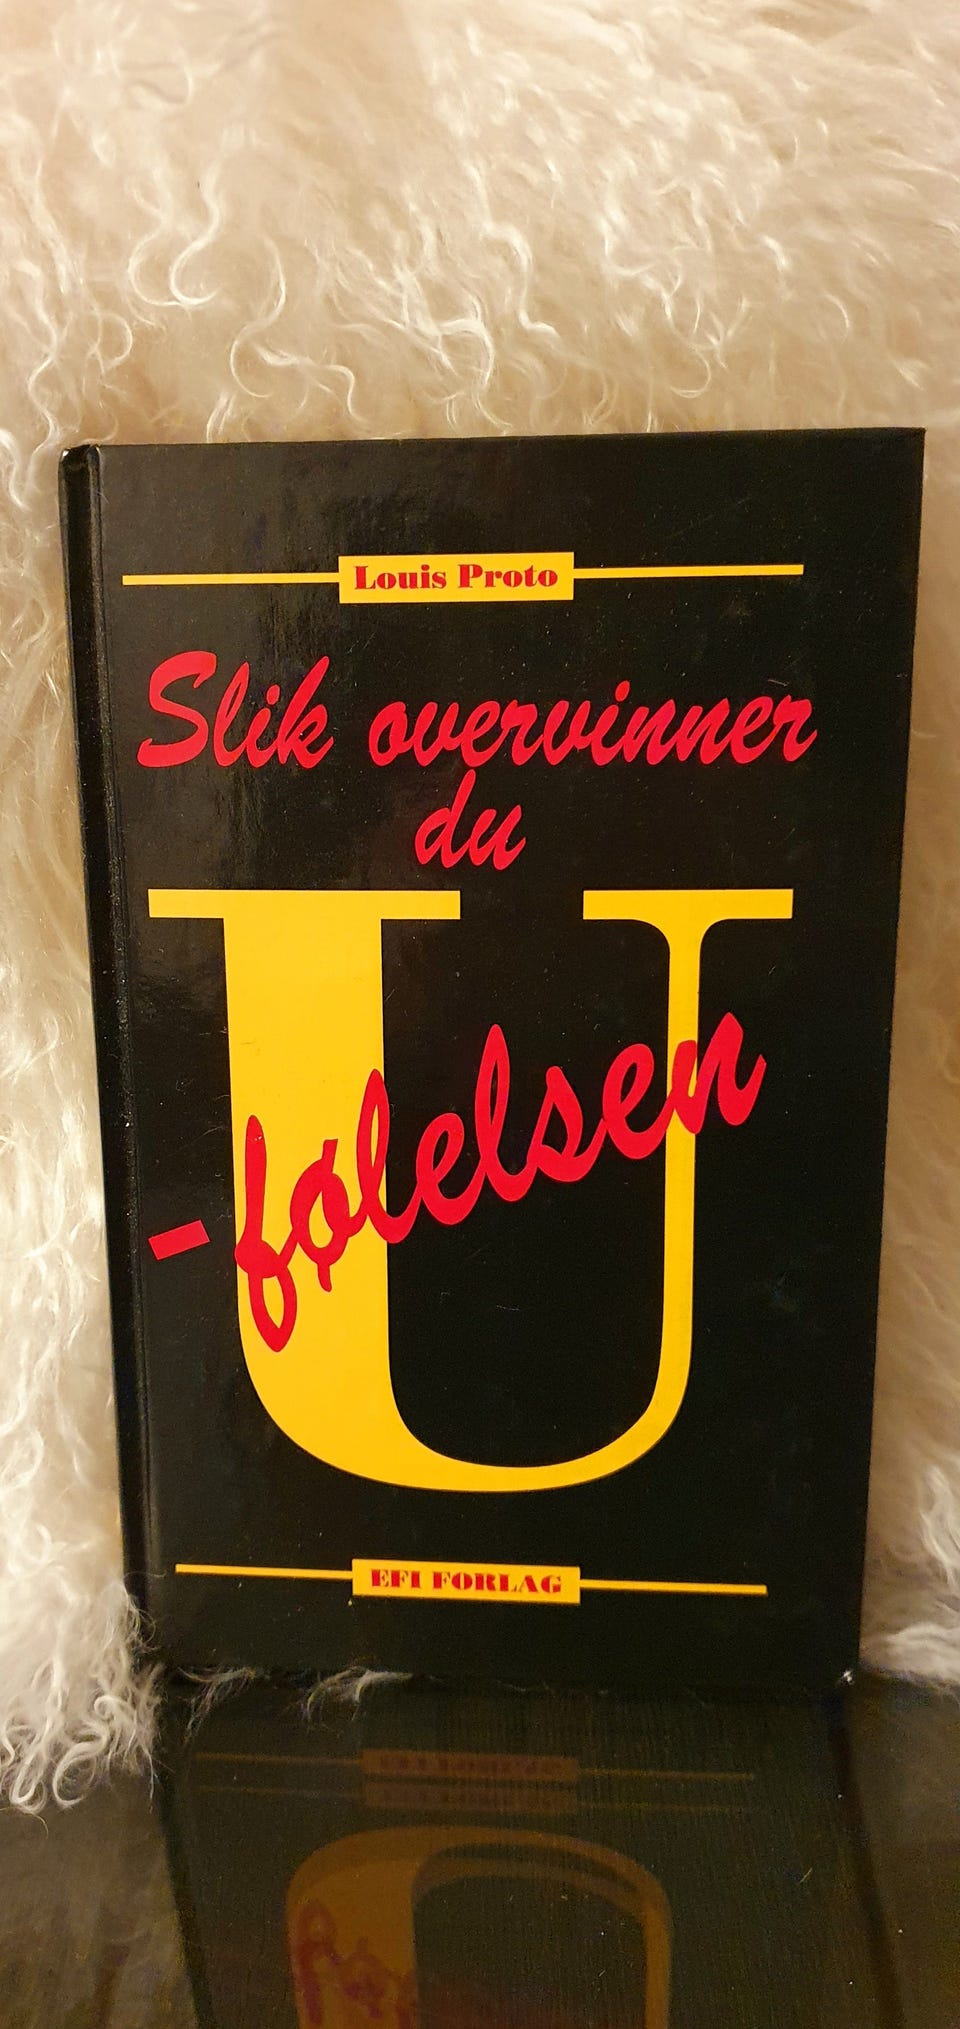 Louis Proto
Slik overvinner
du
U
-følelsen
EFI FORLAG